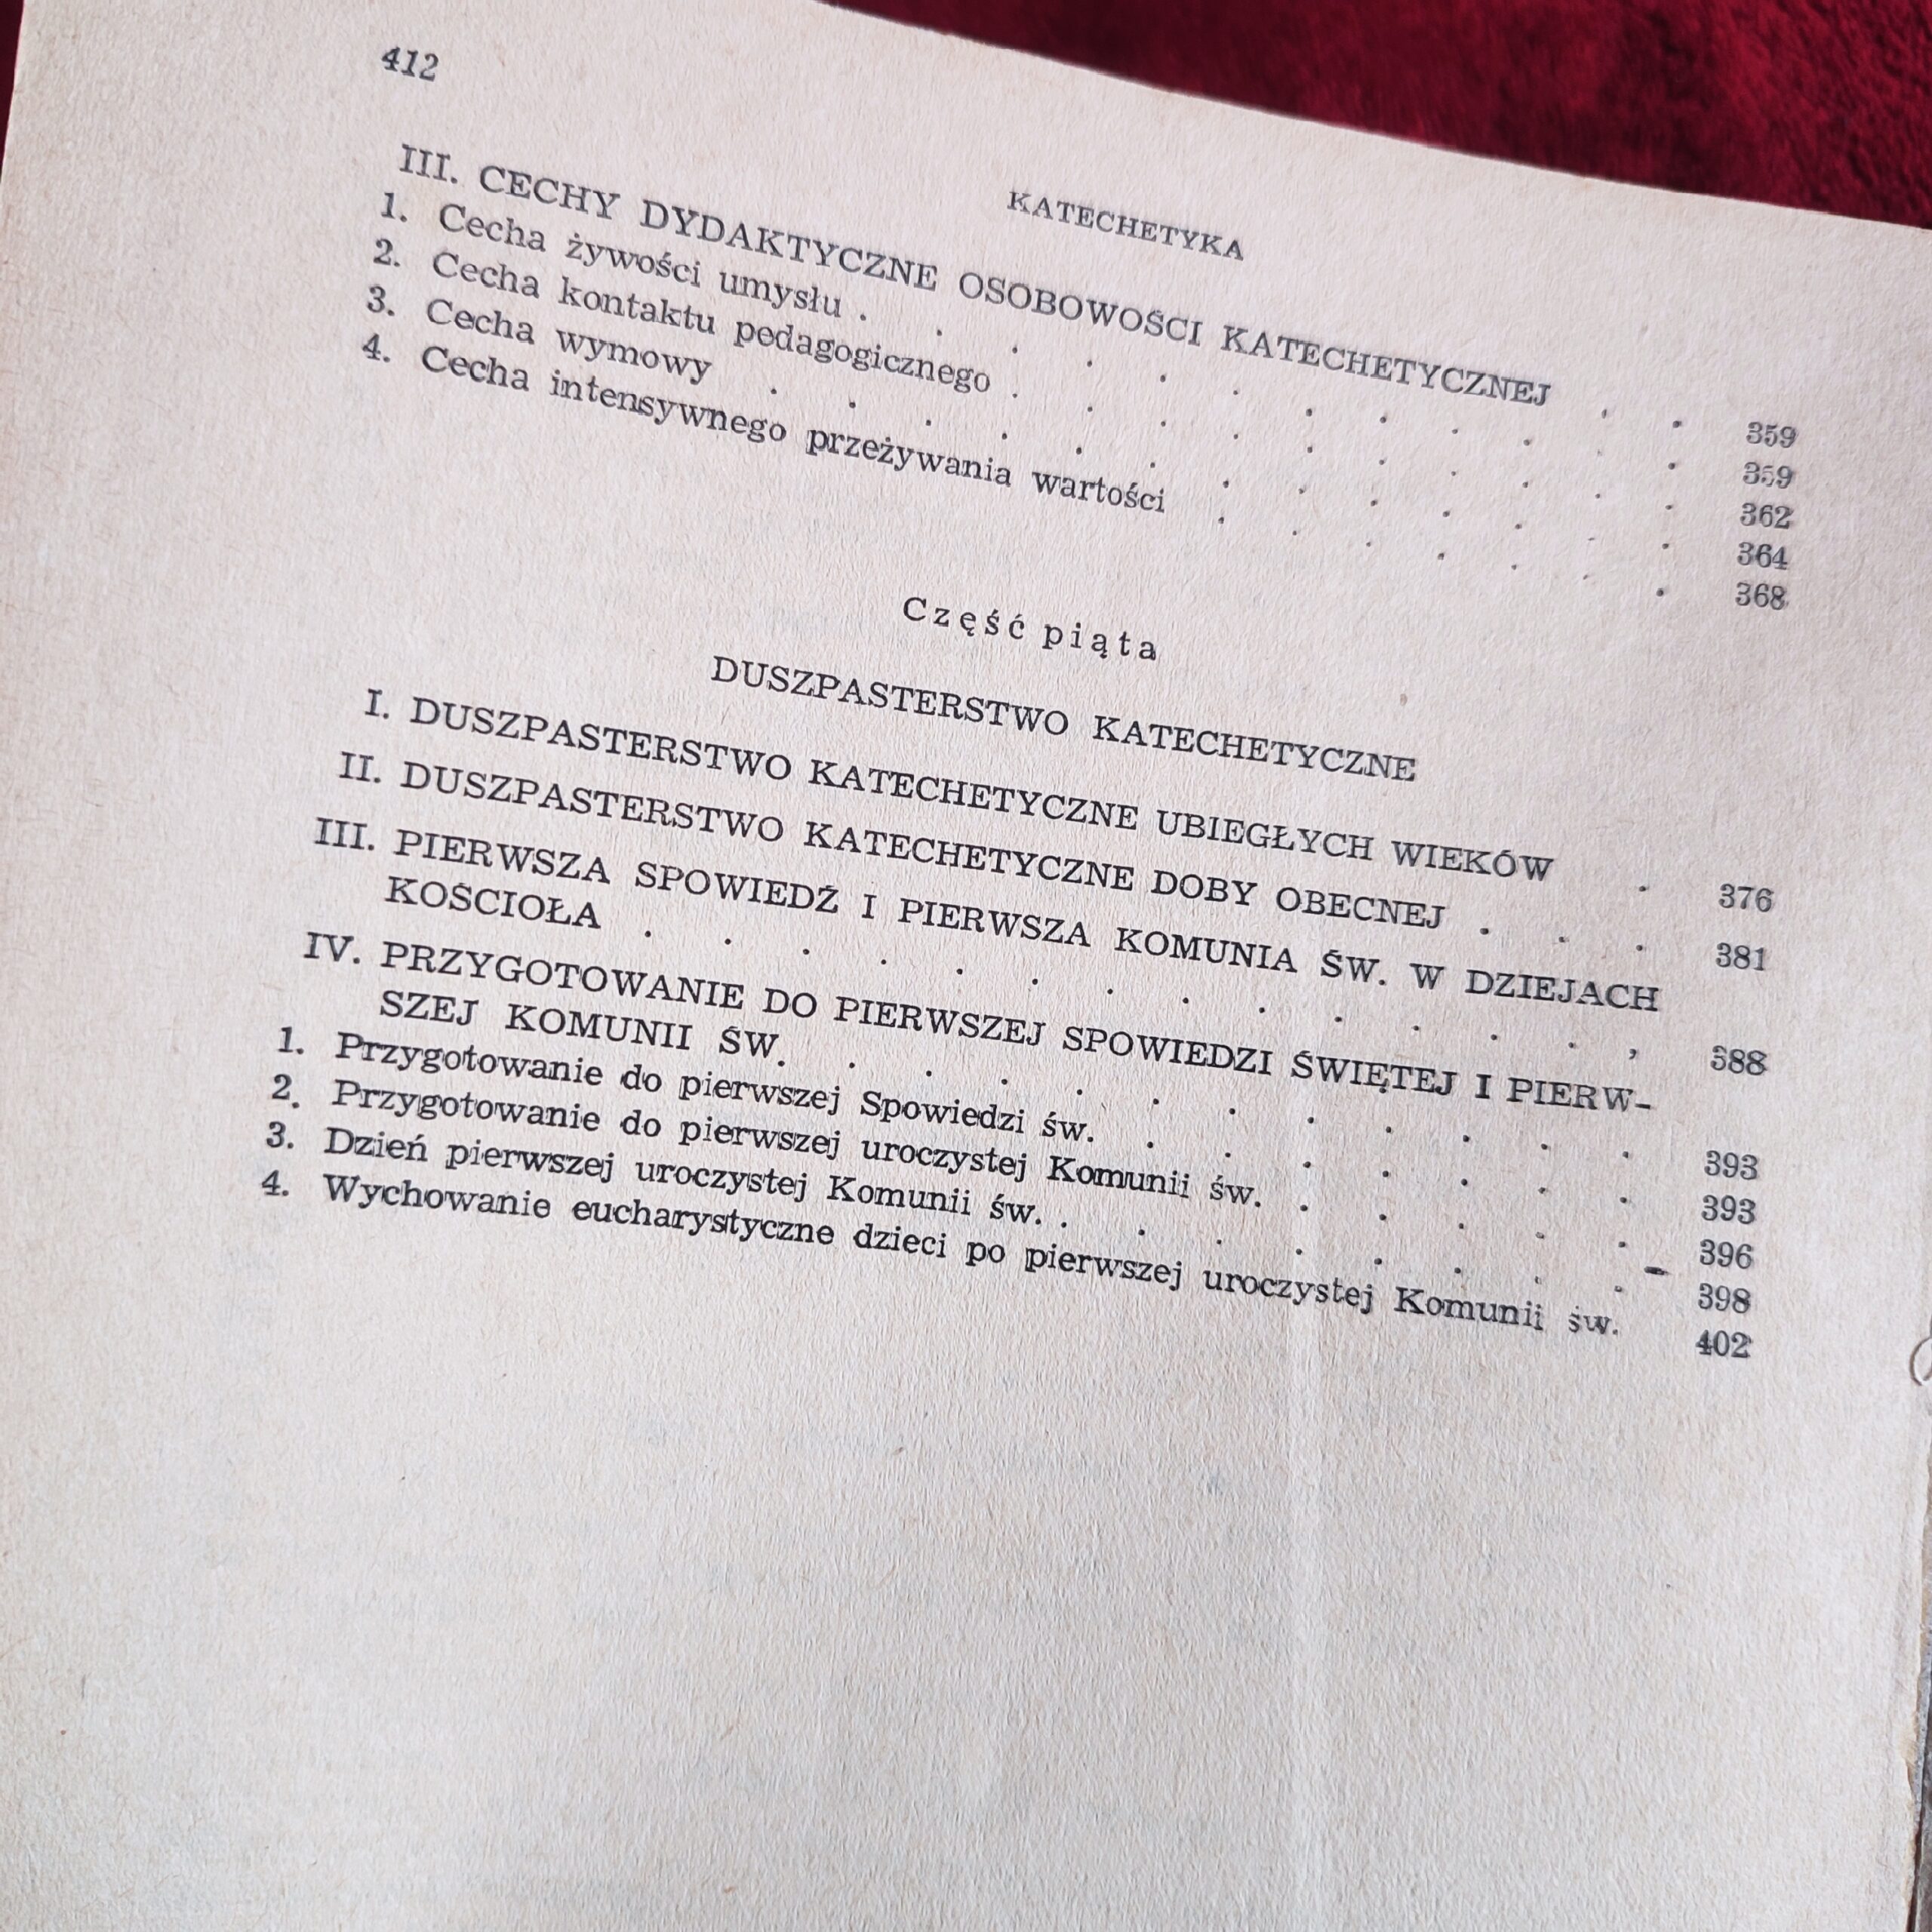 412
KATECHETYKA
III. CECHY DYDAKTYCZNE OSOBOWOŚCI KATECHETYCZNEJ . . 359
1. Cecha żywości umysłu . . . . . . . . . . . . 359
2. Cecha kontaktu pedagogicznego . . . . . . . . . . 362
3. Cecha wymowy . . . . . . . . . . . . . 364
4. Cecha intensywnego przeżywania wartości . . . . . . . 368
Część piąta
DUSZPASTERSTWO KATECHETYCZNE
I. DUSZPASTERSTWO KATECHETYCZNE UBIEGŁYCH WIEKÓW . 376
II. DUSZPASTERSTWO KATECHETYCZNE DOBY OBECNEJ . . . 381
III. PIERWSZA SPOWIEDŹ I PIERWSZA KOMUNIA ŚW. W DZIEJACH
KOŚCIOŁA . . . . . . . . . . . . . , 388
IV. PRZYGOTOWANIE DO PIERWSZEJ SPOWIEDZI ŚWIĘTEJ I PIERW-
SZEJ KOMUNII ŚW. . . . . . . . . . . . 393
1. Przygotowanie do pierwszej Spowiedzi św. . . . . . . . . 393
2. Przygotowanie do pierwszej uroczystej Komunii św. . . . . . 396
3. Dzień pierwszej uroczystej Komunii św. . . . . . . . . 398
4. Wychowanie eucharystyczne dzieci po pierwszej uroczystej Komunii św. 402